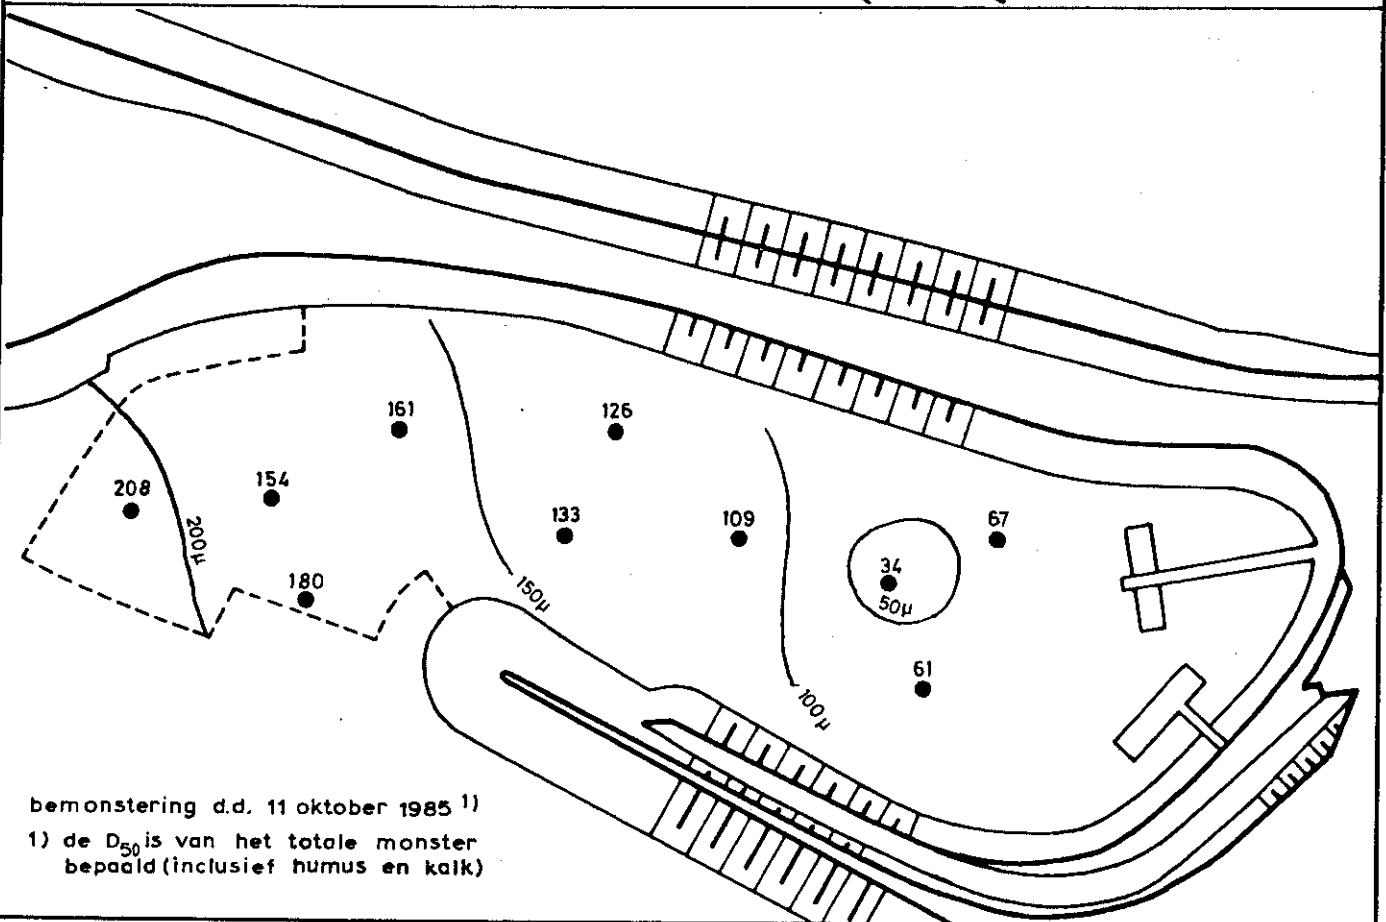 161
126
208
154
200µ
133
109
67
34
50µ
180
150µ
61
100µ
bemonstering d.d. 11 oktober 1985 1)
1) de D50 is van het totale monster
bepaald (inclusief humus en kalk)